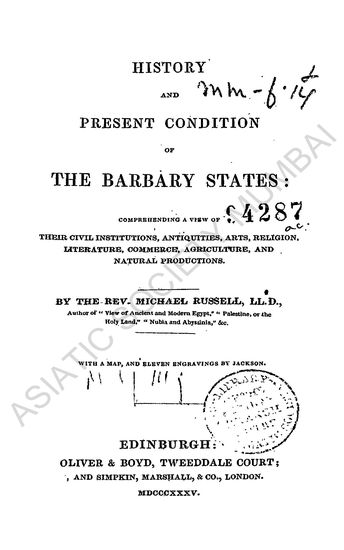 HISTORY
AND
PRESENT CONDITION
OF
THE BARBARY STATES:
COMPREHENDING A VIEW OF
54287
THEIR CIVIL INSTITUTIONS, ANTIQUITIES, ARTS, RELIGION,
LITERATURE, COMMERCE, AGRICULTURE, AND
NATURAL PRODUCTIONS.
BY THE REV. MICHAEL RUSSELL, LL.D.,
Author of "View of Ancient and Modern Egypt," "Palestine, or the
Holy Land," "Nubia and Abyssinia," &c.
WITH A MAP, AND ELEVEN ENGRAVINGS BY JACKSON.
EDINBURGH:
OLIVER & BOYD, TWEEDDALE COURT;
, AND SIMPKIN, MARSHALL, & CO., LONDON.
MDCCCXXXV.
ASIATIC SOCIETY MUMBAI